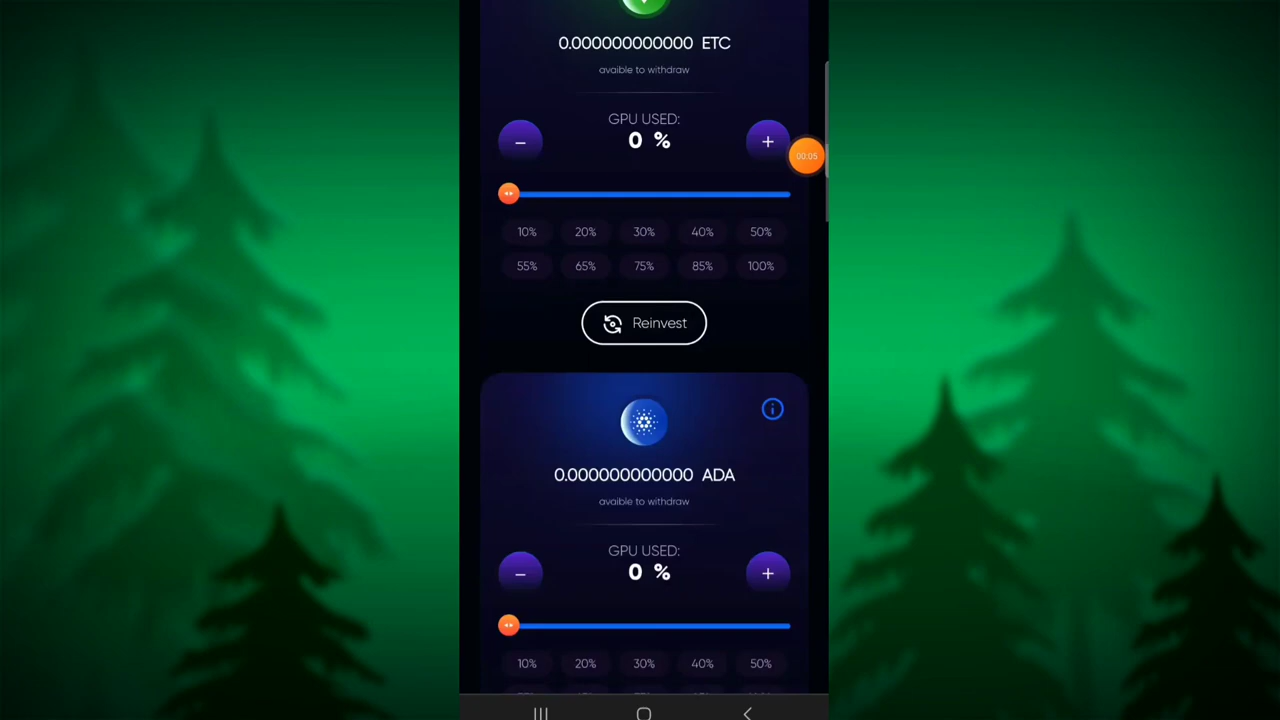 0.000000000000 ETC
avaible to withdraw
GPU USED:
0 %
–
+
00:05
10% 20% 30% 40% 50%
55% 65% 75% 85% 100%
Reinvest
0.000000000000 ADA
avaible to withdraw
GPU USED:
0 %
–
+
10% 20% 30% 40% 50%